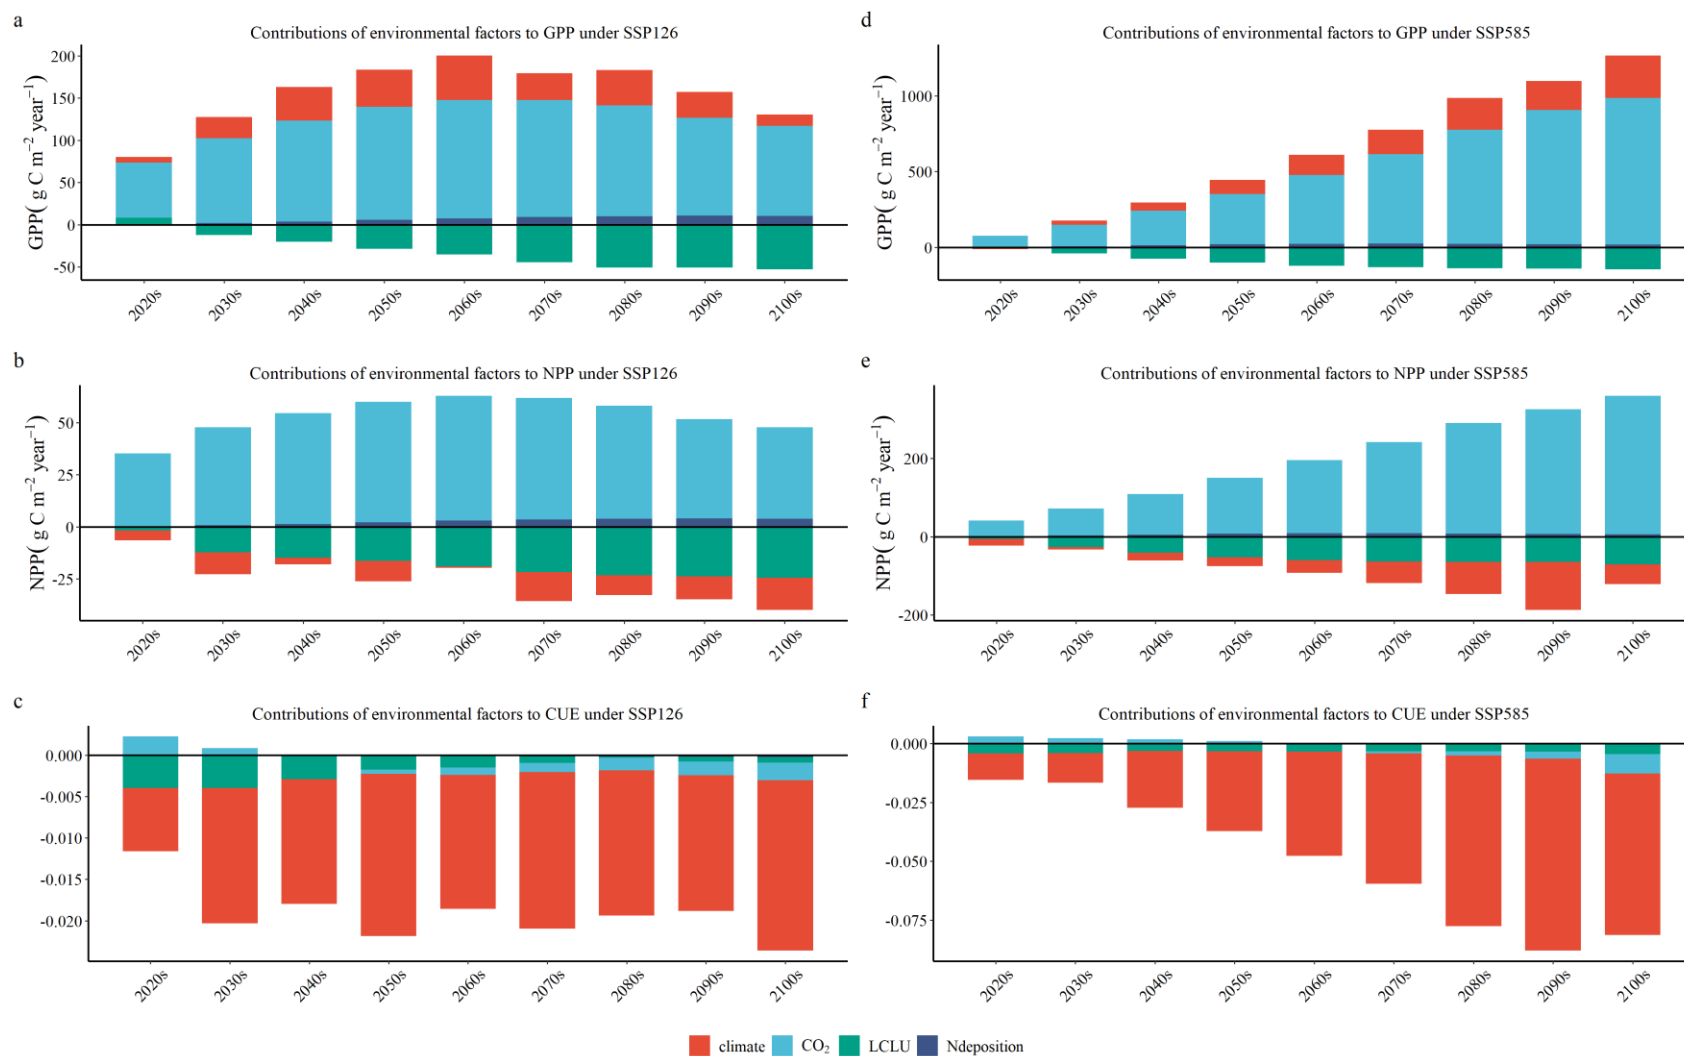 a
Contributions of environmental factors to GPP under SSP126
GPP( g C m⁻² year⁻¹)
200
150
100
50
0
-50
2020s 2030s 2040s 2050s 2060s 2070s 2080s 2090s 2100s
d
Contributions of environmental factors to GPP under SSP585
GPP( g C m⁻² year⁻¹)
1000
500
0
2020s 2030s 2040s 2050s 2060s 2070s 2080s 2090s 2100s
b
Contributions of environmental factors to NPP under SSP126
NPP( g C m⁻² year⁻¹)
50
25
0
-25
2020s 2030s 2040s 2050s 2060s 2070s 2080s 2090s 2100s
e
Contributions of environmental factors to NPP under SSP585
NPP( g C m⁻² year⁻¹)
200
0
-200
2020s 2030s 2040s 2050s 2060s 2070s 2080s 2090s 2100s
c
Contributions of environmental factors to CUE under SSP126
0.000
-0.005
-0.010
-0.015
-0.020
2020s 2030s 2040s 2050s 2060s 2070s 2080s 2090s 2100s
f
Contributions of environmental factors to CUE under SSP585
0.000
-0.025
-0.050
-0.075
2020s 2030s 2040s 2050s 2060s 2070s 2080s 2090s 2100s
climate CO₂ LCLU Ndeposition